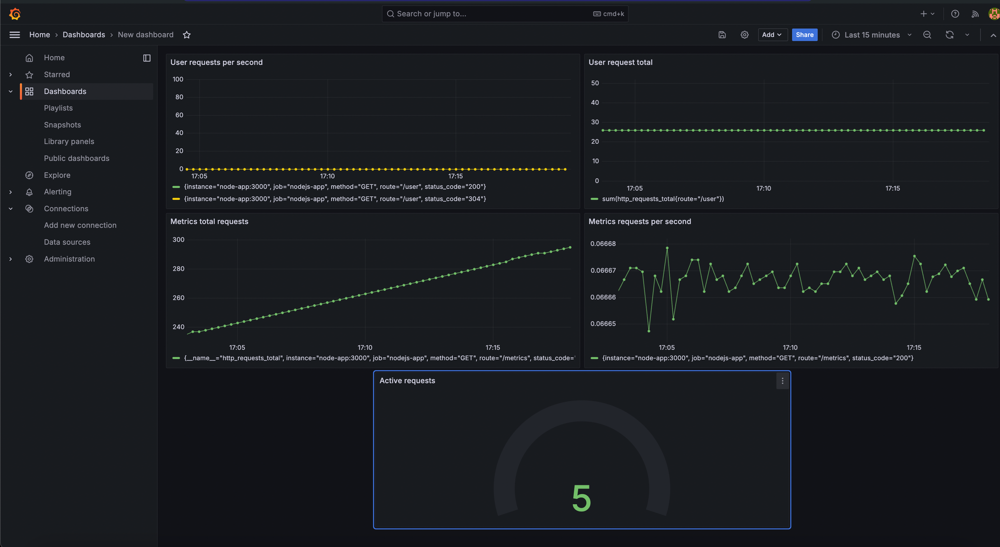 Search or jump to...
cmd+k
Home › Dashboards › New dashboard
Add
Share
Last 15 minutes
Home
Starred
Dashboards
Playlists
Snapshots
Library panels
Public dashboards
Explore
Alerting
Connections
Add new connection
Data sources
Administration
User requests per second
100
80
60
40
20
0
17:05 17:10 17:15
{instance="node-app:3000", job="nodejs-app", method="GET", route="/user", status_code="200"}
{instance="node-app:3000", job="nodejs-app", method="GET", route="/user", status_code="304"}
User request total
50
40
30
20
10
0
17:05 17:10 17:15
sum(http_requests_total{route="/user"})
Metrics total requests
300
280
260
240
17:05 17:10 17:15
{__name__="http_requests_total", instance="node-app:3000", job="nodejs-app", method="GET", route="/metrics", status_code="
Metrics requests per second
0.06668
0.06667
0.06666
0.06665
17:05 17:10 17:15
{instance="node-app:3000", job="nodejs-app", method="GET", route="/metrics", status_code="200"}
Active requests
5